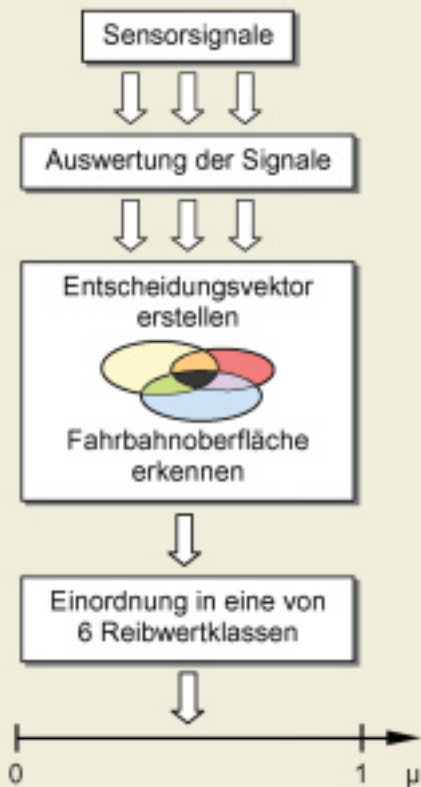 Sensorsignale
Auswertung der Signale
Entscheidungsvektor
erstellen
Fahrbahnoberfläche
erkennen
Einordnung in eine von
6 Reibwertklassen
0 1 μ